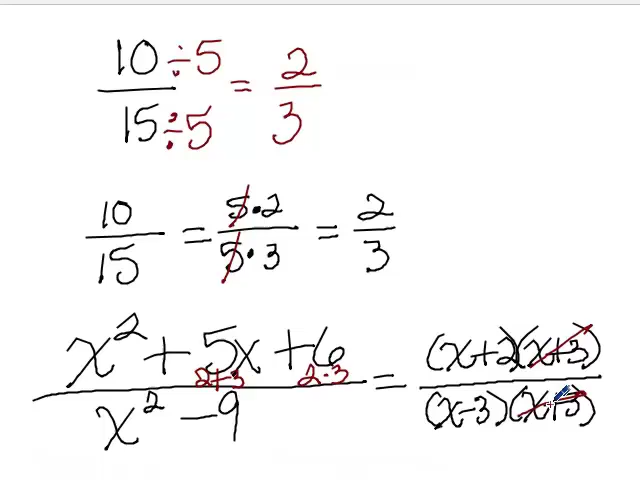 10 ÷ 5 / 15 ÷ 5 = 2 / 3
10 / 15 = 5 · 2 / 5 · 3 = 2 / 3
x² + 5x + 6 / x² - 9 = (x+2)(x+3) / (x-3)(x+3)
2+3 2·3